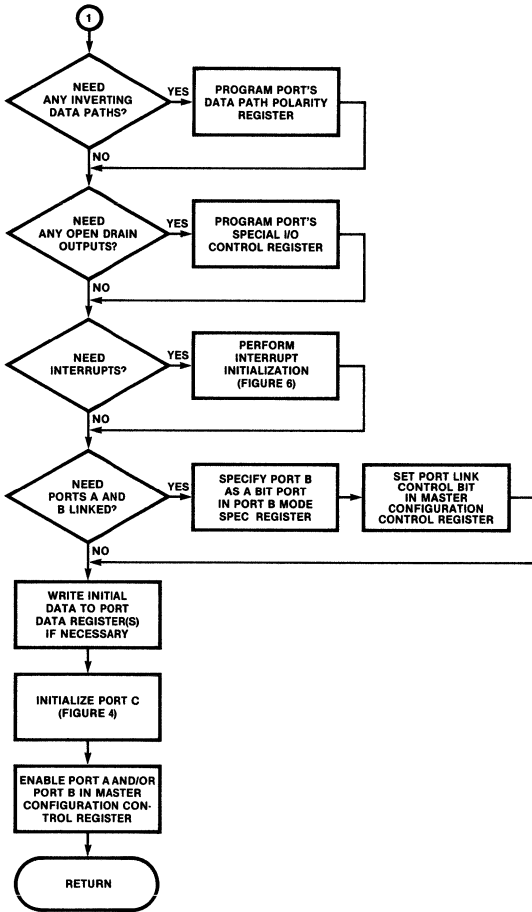 1
NEED
ANY INVERTING
DATA PATHS?
YES
PROGRAM PORT'S
DATA PATH POLARITY
REGISTER
NO
NEED
ANY OPEN DRAIN
OUTPUTS?
YES
PROGRAM PORT'S
SPECIAL I/O
CONTROL REGISTER
NO
NEED
INTERRUPTS?
YES
PERFORM
INTERRUPT
INITIALIZATION
(FIGURE 6)
NO
NEED
PORTS A AND
B LINKED?
YES
SPECIFY PORT B
AS A BIT PORT
IN PORT B MODE
SPEC REGISTER
SET PORT LINK
CONTROL BIT
IN MASTER
CONFIGURATION
CONTROL REGISTER
NO
WRITE INITIAL
DATA TO PORT
DATA REGISTER(S)
IF NECESSARY
INITIALIZE PORT C
(FIGURE 4)
ENABLE PORT A AND/OR
PORT B IN MASTER
CONFIGURATION CON-
TROL REGISTER
RETURN